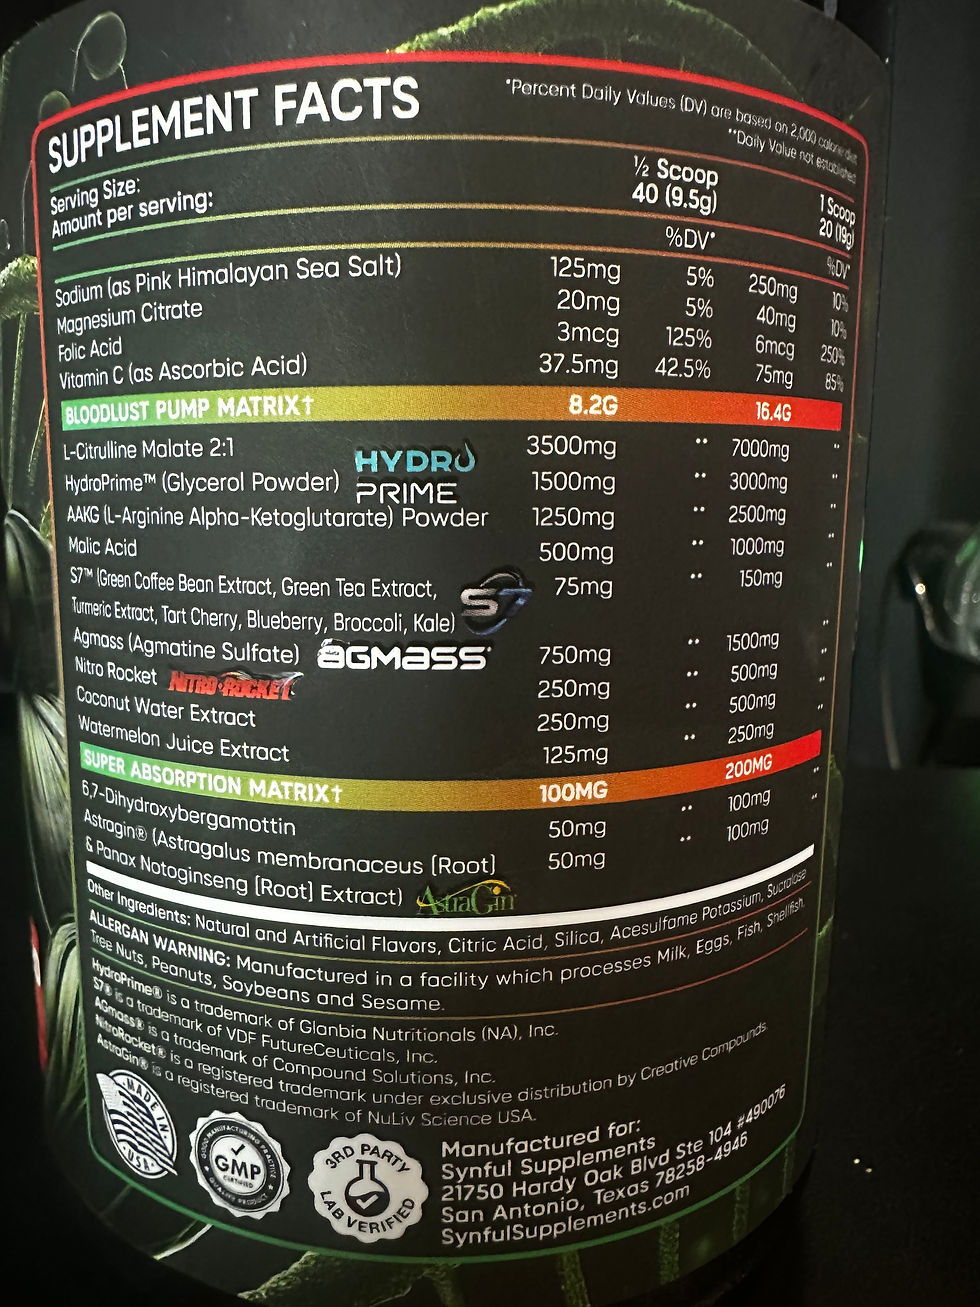 *Percent Daily Values (DV) are based on 2,000 calorie diet
**Daily Value not established
SUPPLEMENT FACTS
Serving Size: ½ Scoop 1 Scoop
Amount per serving: 40 (9.5g) 20 (19g)
%DV* %DV*
Sodium (as Pink Himalayan Sea Salt) 125mg 5% 250mg 10%
Magnesium Citrate 20mg 5% 40mg 10%
Folic Acid 3mcg 125% 6mcg 250%
Vitamin C (as Ascorbic Acid) 37.5mg 42.5% 75mg 85%
BLOODLUST PUMP MATRIX† 8.2G 16.4G
L-Citrulline Malate 2:1 3500mg ** 7000mg **
HydroPrime™ (Glycerol Powder) HYDRO PRIME 1500mg ** 3000mg **
AAKG (L-Arginine Alpha-Ketoglutarate) Powder 1250mg ** 2500mg **
Malic Acid 500mg ** 1000mg **
S7™ (Green Coffee Bean Extract, Green Tea Extract, S7 75mg ** 150mg **
Turmeric Extract, Tart Cherry, Blueberry, Broccoli, Kale)
Agmass (Agmatine Sulfate) AGMASS 750mg ** 1500mg **
Nitro Rocket NITRO-ROCKET 250mg ** 500mg **
Coconut Water Extract 250mg ** 500mg **
Watermelon Juice Extract 125mg ** 250mg **
SUPER ABSORPTION MATRIX† 100MG 200MG
6,7-Dihydroxybergamottin 50mg ** 100mg **
Astragin® (Astragalus membranaceus [Root] 50mg ** 100mg **
& Panax Notoginseng [Root] Extract) AstraGin
Other Ingredients: Natural and Artificial Flavors, Citric Acid, Silica, Acesulfame Potassium, Sucralose
ALLERGAN WARNING: Manufactured in a facility which processes Milk, Eggs, Fish, Shellfish,
Tree Nuts, Peanuts, Soybeans and Sesame.
HydroPrime® is a trademark of Glanbia Nutritionals (NA), Inc.
S7® is a trademark of VDF FutureCeuticals, Inc.
AGmass® is a trademark of Compound Solutions, Inc.
NitroRocket® is a registered trademark under exclusive distribution by Creative Compounds.
AstraGin® is a registered trademark of NuLiv Science USA.
MADE IN USA
GOOD MANUFACTURING PRACTICE
GMP
CERTIFIED
QUALITY PRODUCT
3RD PARTY
LAB VERIFIED
Manufactured for:
Synful Supplements
21750 Hardy Oak Blvd Ste 104 #490076
San Antonio, Texas 78258-4946
SynfulSupplements.com